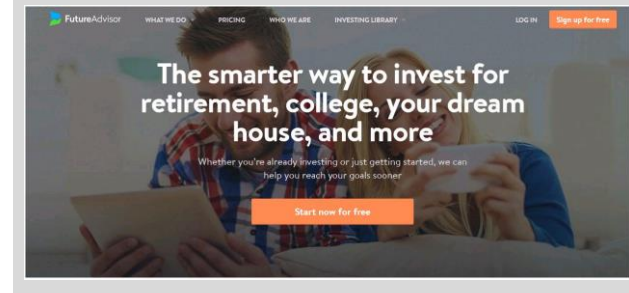 FutureAdvisor WHAT WE DO PRICING WHO WE ARE INVESTING LIBRARY LOG IN Sign up for free
The smarter way to invest for
retirement, college, your dream
house, and more
Whether you're already investing or just getting started, we can
help you reach your goals sooner
Start now for free